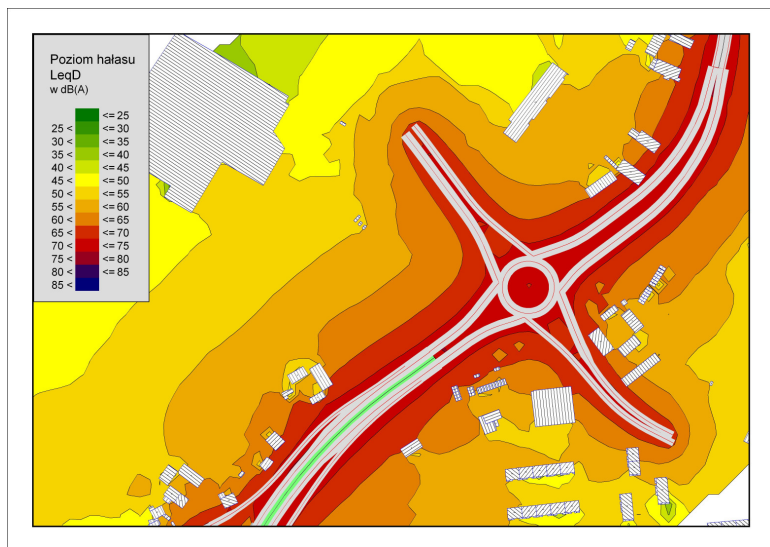 Poziom hałasu
LeqD
w dB(A)
<= 25
25 < <= 30
30 < <= 35
35 < <= 40
40 < <= 45
45 < <= 50
50 < <= 55
55 < <= 60
60 < <= 65
65 < <= 70
70 < <= 75
75 < <= 80
80 < <= 85
85 <